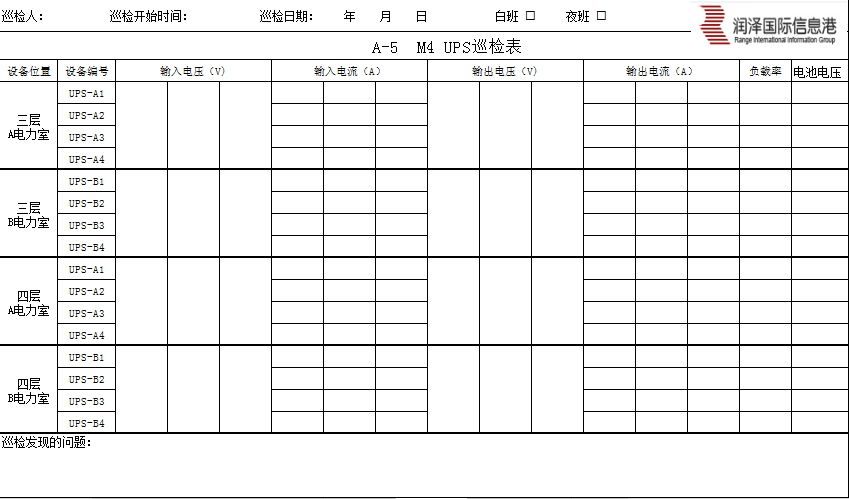 巡检人： 巡检开始时间： 巡检日期： 年 月 日 白班 □ 夜班 □
润泽国际信息港
Range International Information Group
A-5 M4 UPS巡检表
设备位置 设备编号 输入电压（V） 输入电流（A） 输出电压（V） 输出电流（A） 负载率 电池电压
三层
A电力室
UPS-A1
UPS-A2
UPS-A3
UPS-A4
三层
B电力室
UPS-B1
UPS-B2
UPS-B3
UPS-B4
四层
A电力室
UPS-A1
UPS-A2
UPS-A3
UPS-A4
四层
B电力室
UPS-B1
UPS-B2
UPS-B3
UPS-B4
巡检发现的问题：